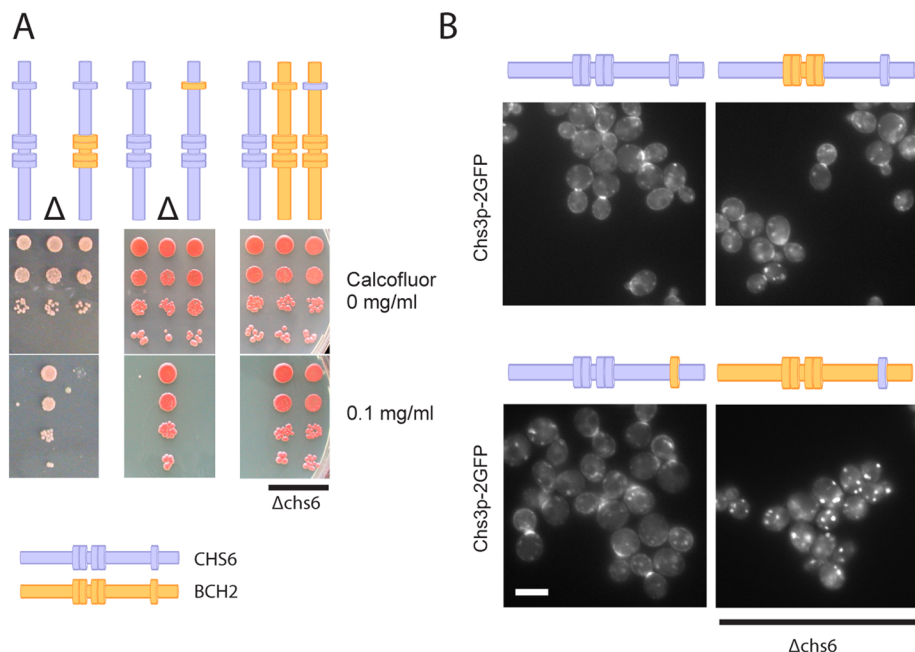 A
Δ
Δ
Calcofluor
0 mg/ml
0.1 mg/ml
Δchs6
CHS6
BCH2
B
Chs3p-2GFP
Chs3p-2GFP
Δchs6